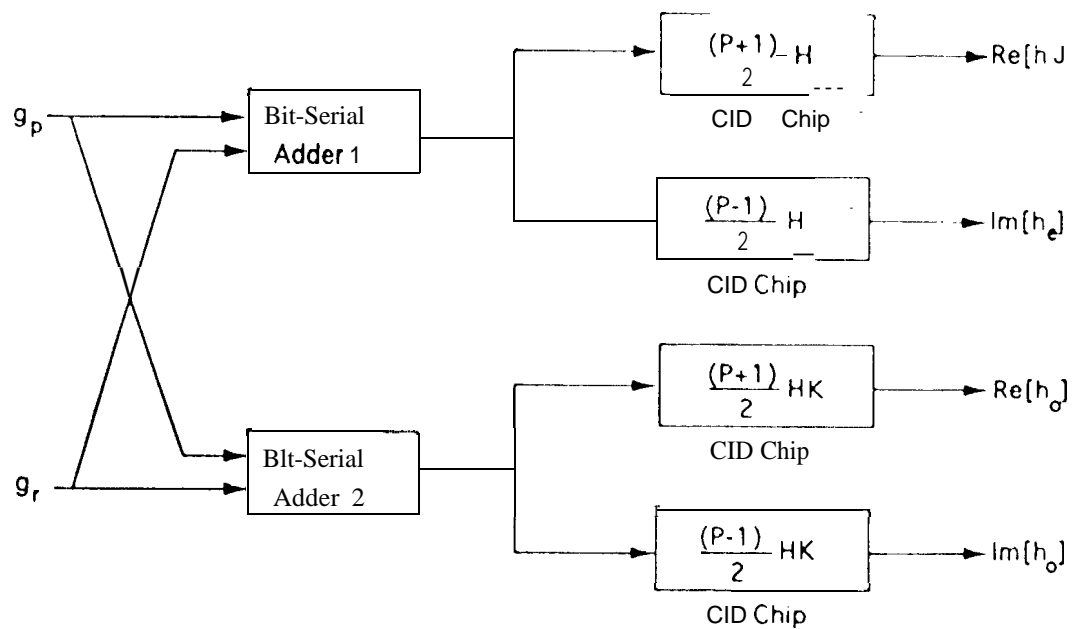 g_p
g_r
Bit-Serial
Adder 1
Blt-Serial
Adder 2
(P+1) H
2
CID Chip
Re[hJ
(P-1) H
2
CID Chip
Im[h_e]
(P+1) HK
2
CID Chip
Re[h_o]
(P-1) HK
2
CID Chip
Im[h_o]